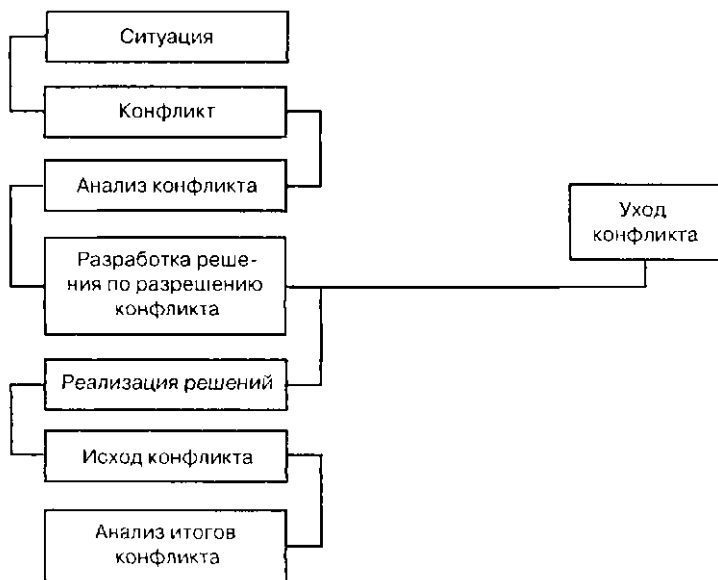 Ситуация
Конфликт
Анализ конфликта
Уход
конфликта
Разработка реше-
ния по разрешению
конфликта
Реализация решений
Исход конфликта
Анализ итогов
конфликта